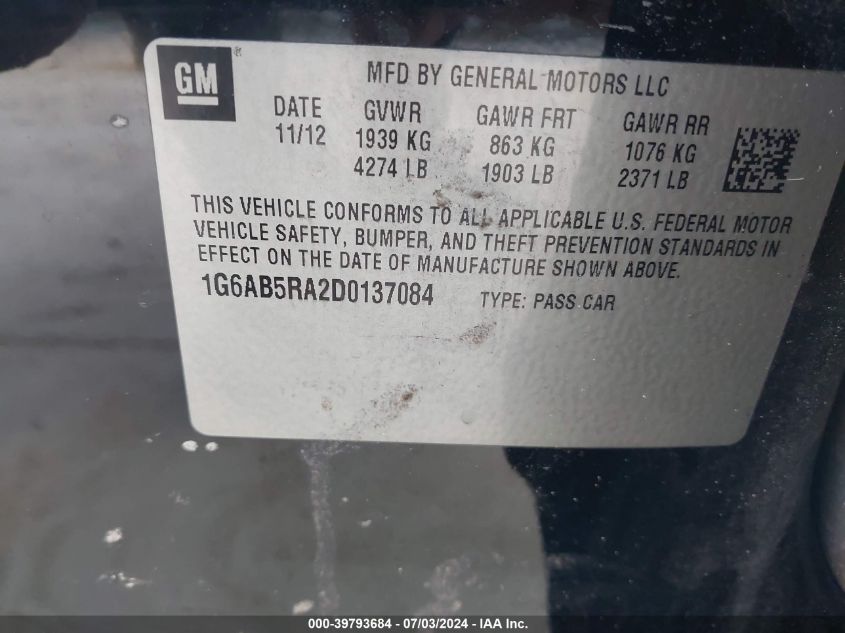 GM ®
MFD BY GENERAL MOTORS LLC
DATE GVWR GAWR FRT GAWR RR
11/12 1939 KG 863 KG 1076 KG
4274 LB 1903 LB 2371 LB
THIS VEHICLE CONFORMS TO ALL APPLICABLE U.S. FEDERAL MOTOR
VEHICLE SAFETY, BUMPER, AND THEFT PREVENTION STANDARDS IN
EFFECT ON THE DATE OF MANUFACTURE SHOWN ABOVE.
1G6AB5RA2D0137084 TYPE: PASS CAR
000-39793684 - 07/03/2024 - IAA Inc.